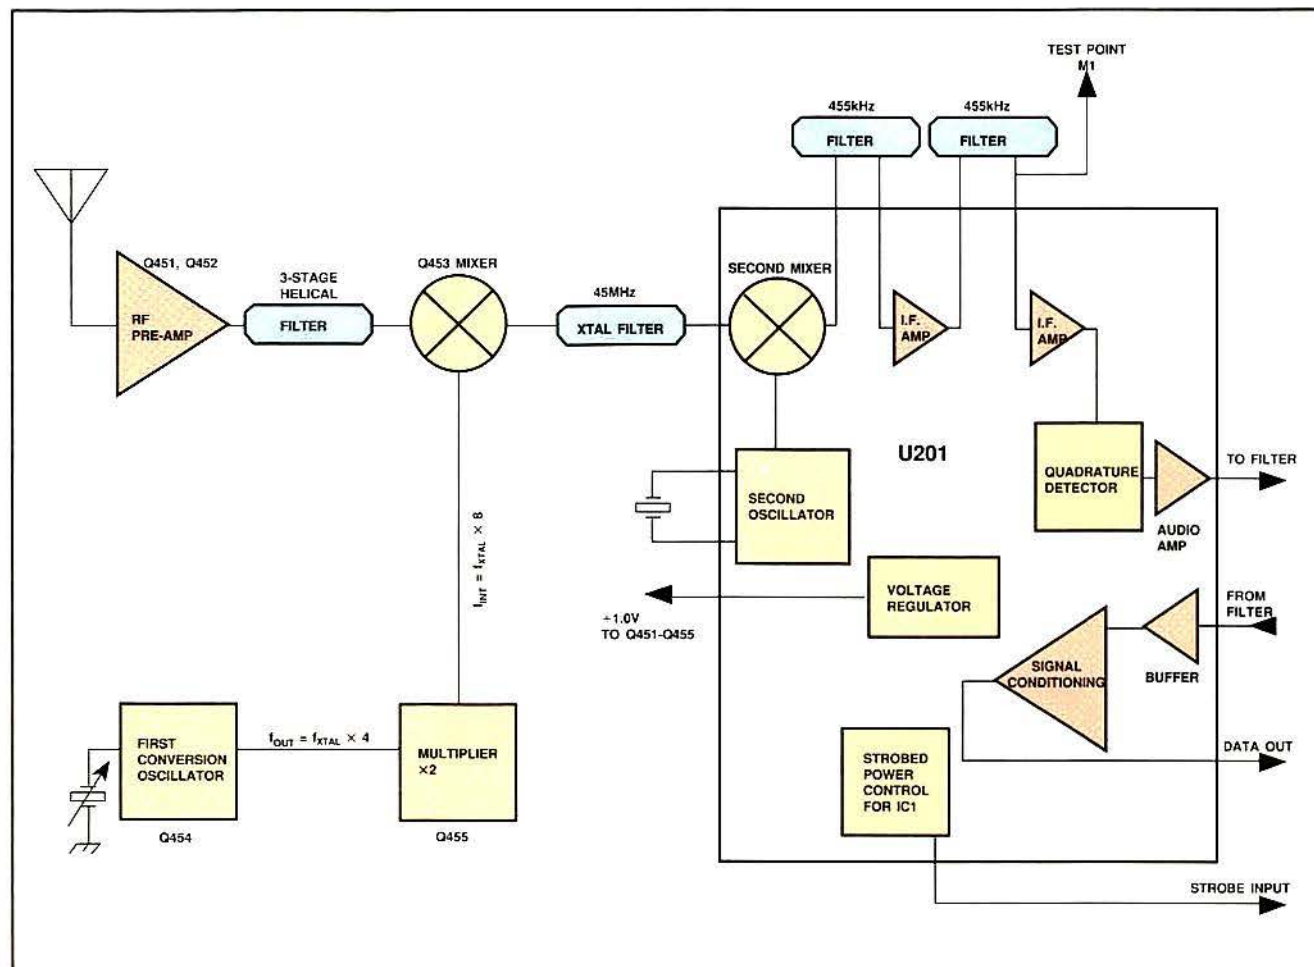 TEST POINT
M1
455kHz
FILTER
455kHz
FILTER
Q451, Q452
RF
PRE-AMP
3-STAGE
HELICAL
FILTER
Q453 MIXER
45MHz
XTAL FILTER
SECOND MIXER
I.F.
AMP
I.F.
AMP
U201
QUADRATURE
DETECTOR
TO FILTER
AUDIO
AMP
SECOND
OSCILLATOR
fINT = fXTAL × 8
VOLTAGE
REGULATOR
+1.0V
TO Q451-Q455
FROM
FILTER
BUFFER
SIGNAL
CONDITIONING
DATA OUT
FIRST
CONVERSION
OSCILLATOR
Q454
fOUT = fXTAL × 4
MULTIPLIER
×2
Q455
STROBED
POWER
CONTROL
FOR IC1
STROBE INPUT